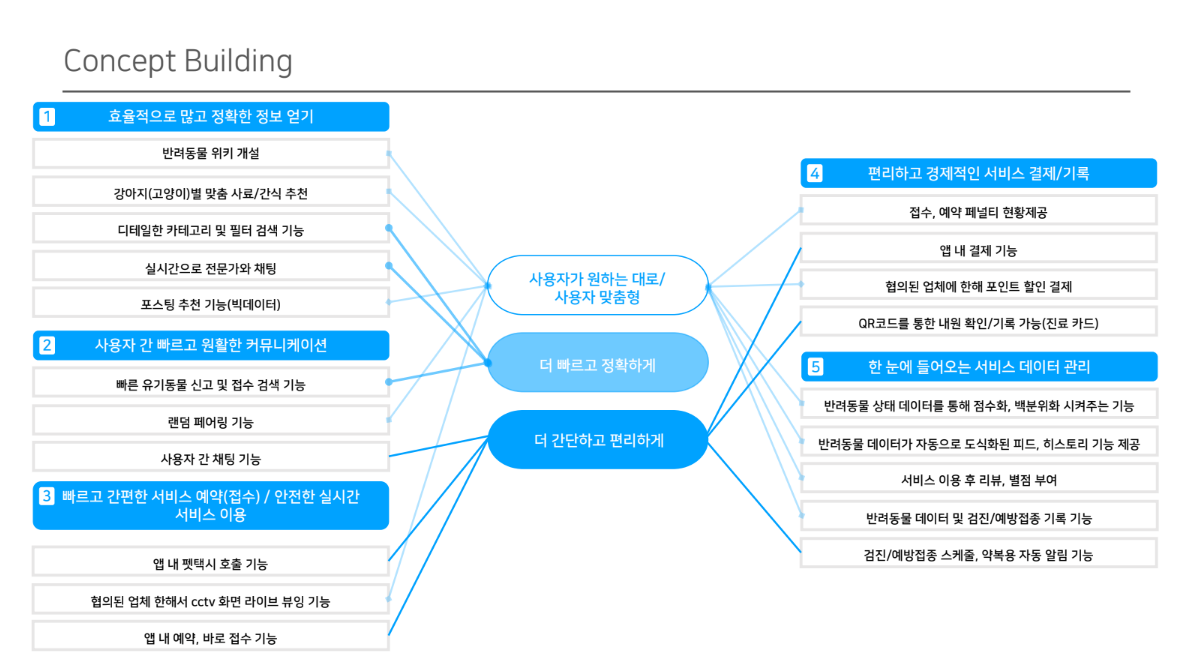 Concept Building
1 효율적으로 많고 정확한 정보 얻기
반려동물 위키 개설
강아지(고양이)별 맞춤 사료/간식 추천
디테일한 카테고리 및 필터 검색 기능
실시간으로 전문가와 채팅
포스팅 추천 기능(빅데이터)
2 사용자 간 빠르고 원활한 커뮤니케이션
빠른 유기동물 신고 및 접수 검색 기능
랜덤 페어링 기능
사용자 간 채팅 기능
3 빠르고 간편한 서비스 예약(접수) / 안전한 실시간
서비스 이용
앱 내 펫택시 호출 기능
협의된 업체 한해서 cctv 화면 라이브 뷰잉 기능
앱 내 예약, 바로 접수 기능
사용자가 원하는 대로/
사용자 맞춤형
더 빠르고 정확하게
더 간단하고 편리하게
4 편리하고 경제적인 서비스 결제/기록
접수, 예약 페널티 현황제공
앱 내 결제 기능
협의된 업체에 한해 포인트 할인 결제
QR코드를 통한 내원 확인/기록 가능(진료 카드)
5 한 눈에 들어오는 서비스 데이터 관리
반려동물 상태 데이터를 통해 점수화, 백분위화 시켜주는 기능
반려동물 데이터가 자동으로 도식화된 피드, 히스토리 기능 제공
서비스 이용 후 리뷰, 별점 부여
반려동물 데이터 및 검진/예방접종 기록 기능
검진/예방접종 스케줄, 약복용 자동 알림 기능